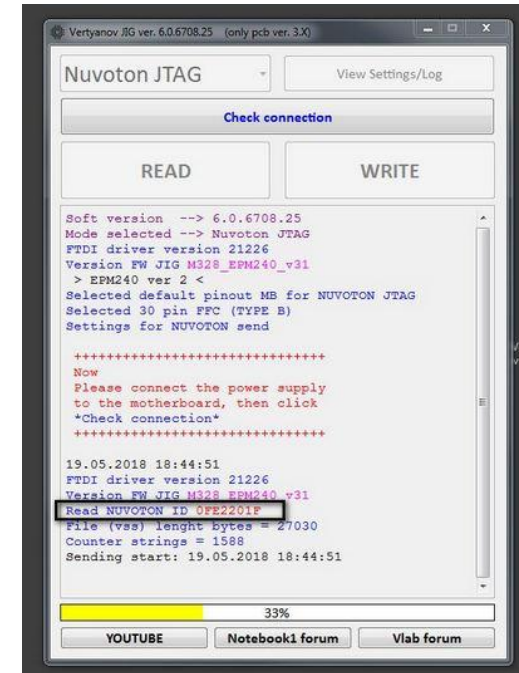 Vertyanov JIG ver. 6.0.6708.25 (only pcb ver. 3.X)
Nuvoton JTAG
View Settings/Log
Check connection
READ
WRITE
Soft version --> 6.0.6708.25
Mode selected --> Nuvoton JTAG
FTDI driver version 21226
Version FW JIG M328_EPM240_v31
> EPM240 ver 2 <
Selected default pinout MB for NUVOTON JTAG
Selected 30 pin FFC (TYPE B)
Settings for NUVOTON send
++++++++++++++++++++++++++++++
Now
Please connect the power supply
to the motherboard, then click
*Check connection*
++++++++++++++++++++++++++++++
19.05.2018 18:44:51
FTDI driver version 21226
Version FW JIG M328_EPM240_v31
Read NUVOTON ID 0FE2201F
File (vss) lenght bytes = 27030
Counter strings = 1588
Sending start: 19.05.2018 18:44:51
33%
YOUTUBE
Notebook1 forum
Vlab forum